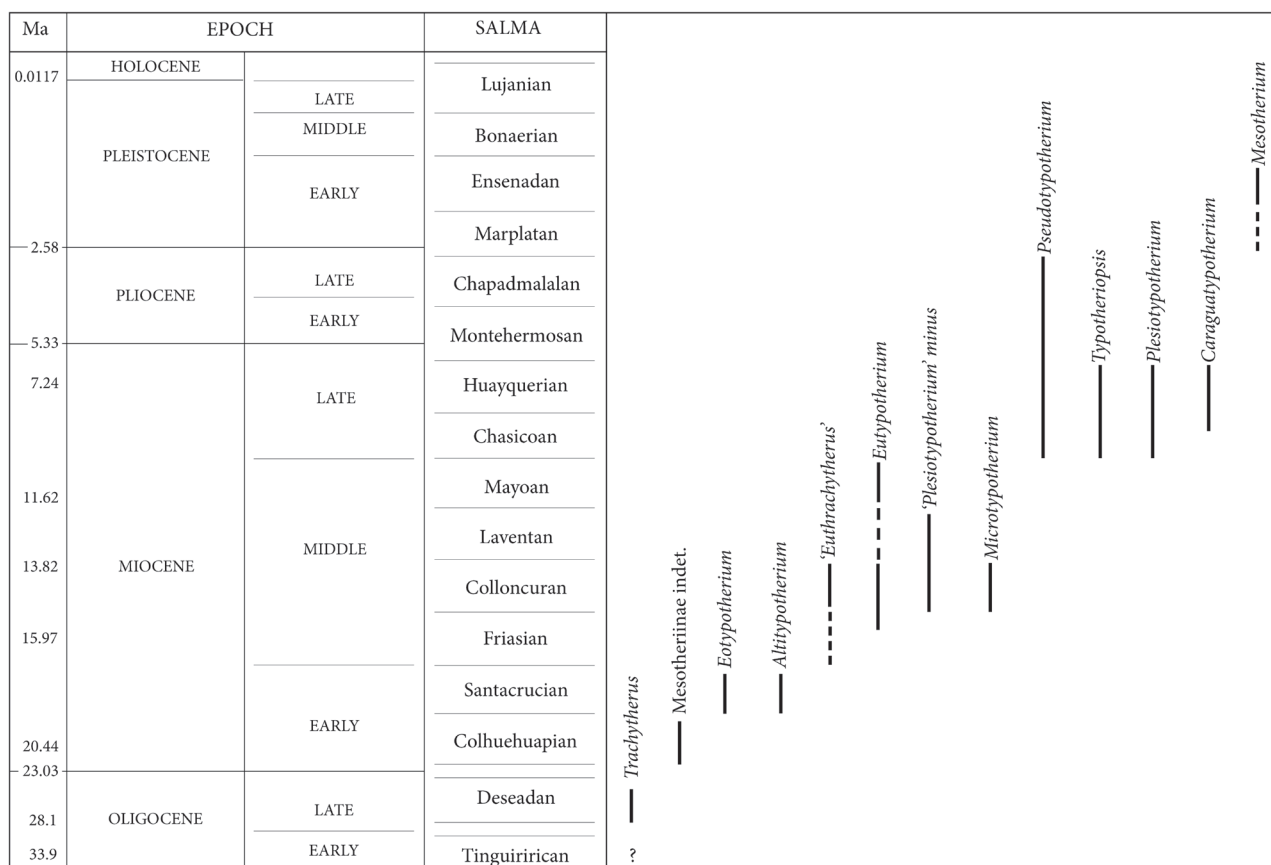 Ma EPOCH SALMA
HOLOCENE
0.0117
Lujanian
LATE
MIDDLE
Bonaerian
PLEISTOCENE
Ensenadan
EARLY
Marplatan
2.58
LATE
Chapadmalalan
PLIOCENE
EARLY
Montehermosan
5.33
7.24
Huayquerian
LATE
Chasicoan
11.62
Mayoan
MIDDLE
Laventan
13.82
MIOCENE
Colloncuran
15.97
Friasian
Santacrucian
EARLY
20.44
Colhuehuapian
23.03
Deseadan
LATE
28.1
OLIGOCENE
EARLY
33.9
Tinguirirican
?
Trachytherus
Mesotheriinae indet.
Eotypotherium
Altitypotherium
‘Euthrachytherus’
Eutypotherium
‘Plesiotypotherium’ minus
Microtypotherium
Pseudotypotherium
Typotheriopsis
Plesiotypotherium
Caraguatypotherium
Mesotherium